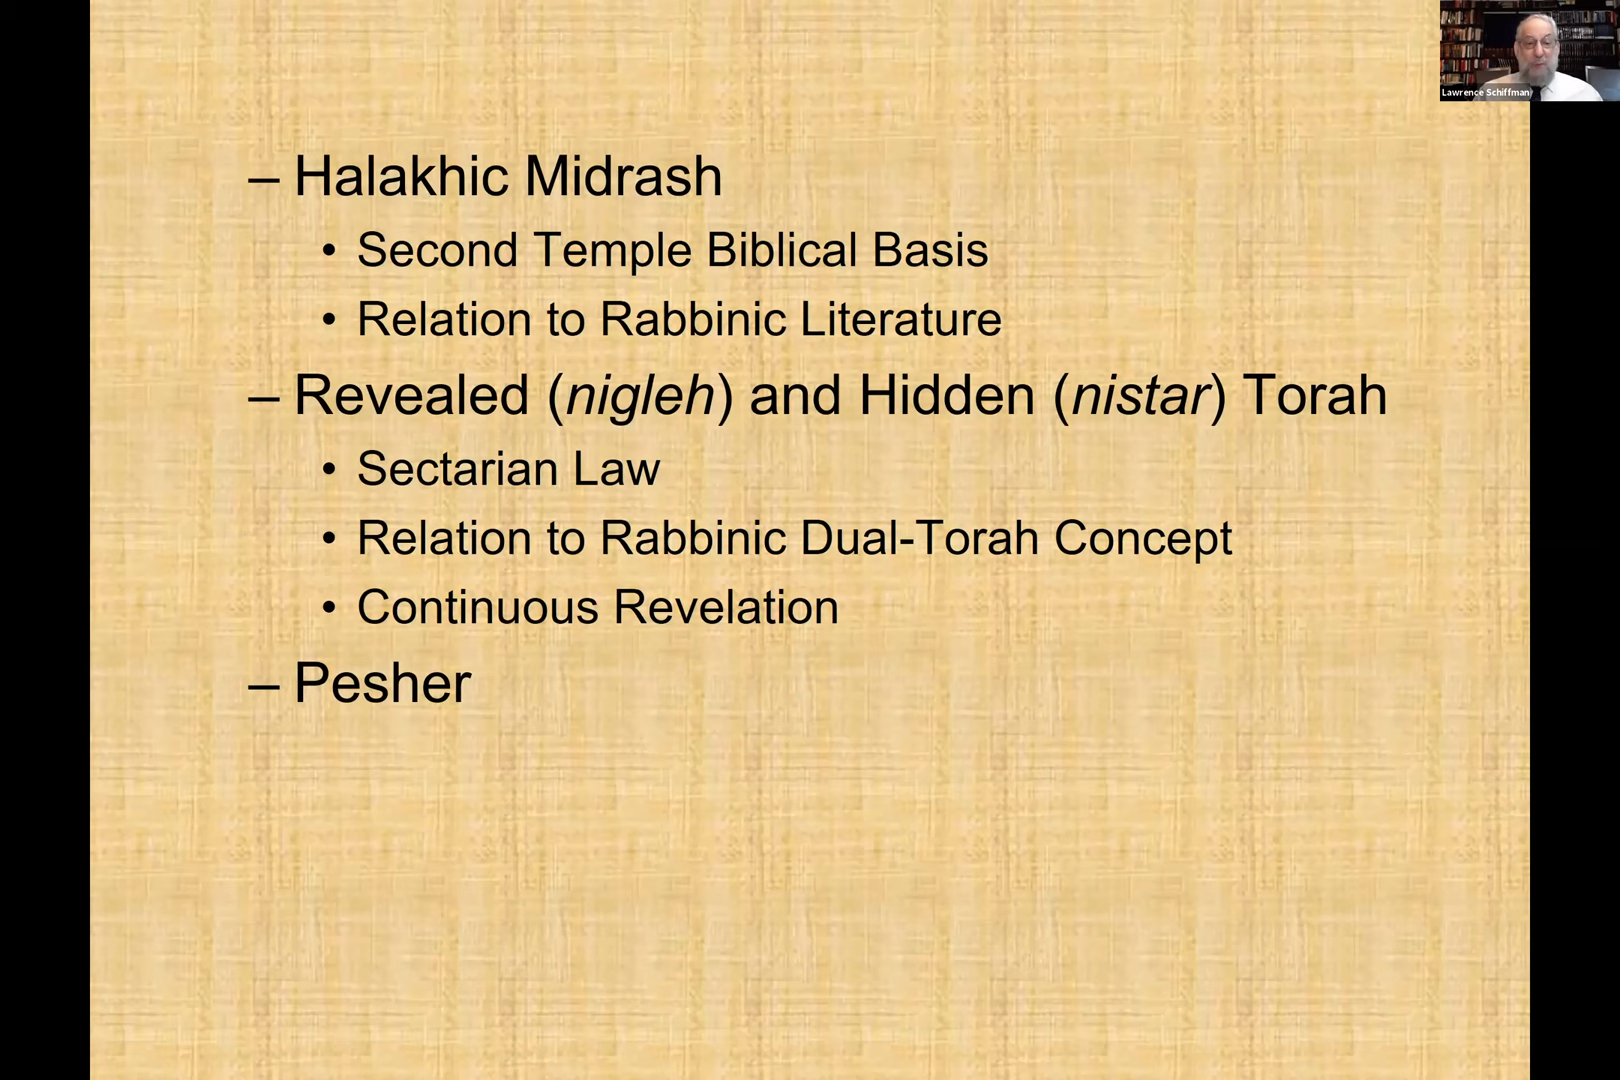 Lawrence Schiffman
– Halakhic Midrash
• Second Temple Biblical Basis
• Relation to Rabbinic Literature
– Revealed (nigleh) and Hidden (nistar) Torah
• Sectarian Law
• Relation to Rabbinic Dual-Torah Concept
• Continuous Revelation
– Pesher